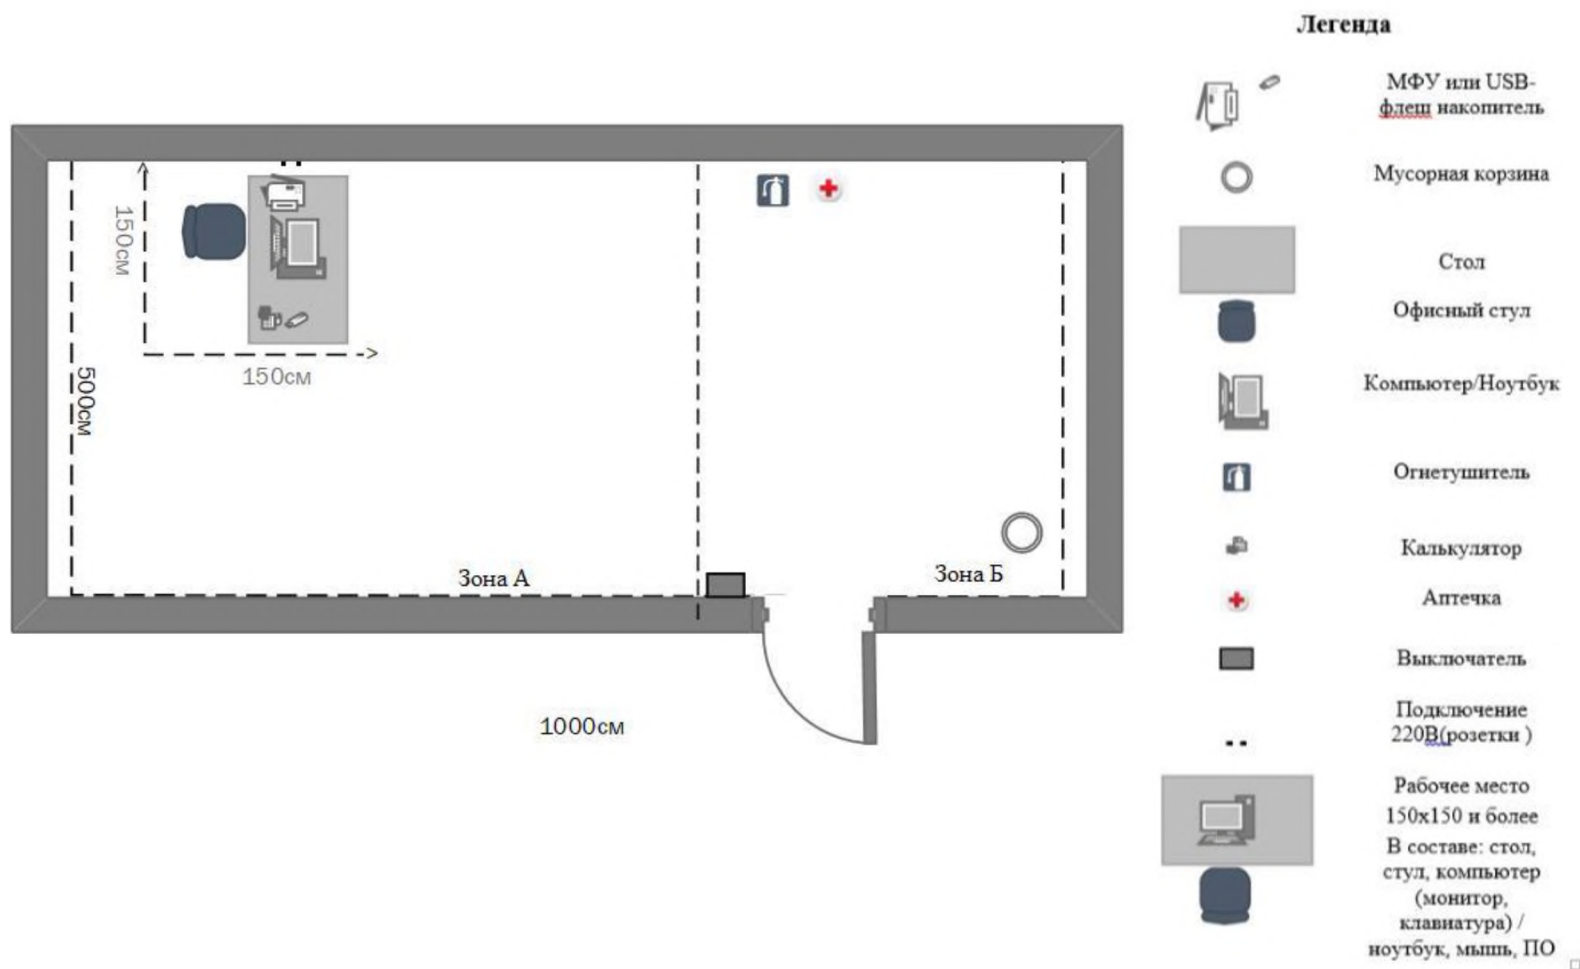 150см
150см
500см
Зона А
Зона Б
1000см
Легенда
МФУ или USB-
флеш накопитель
Мусорная корзина
Стол
Офисный стул
Компьютер/Ноутбук
Огнетушитель
Калькулятор
Аптечка
Выключатель
Подключение
220В(розетки )
Рабочее место
150х150 и более
В составе: стол,
стул, компьютер
(монитор,
клавиатура) /
ноутбук, мышь, ПО